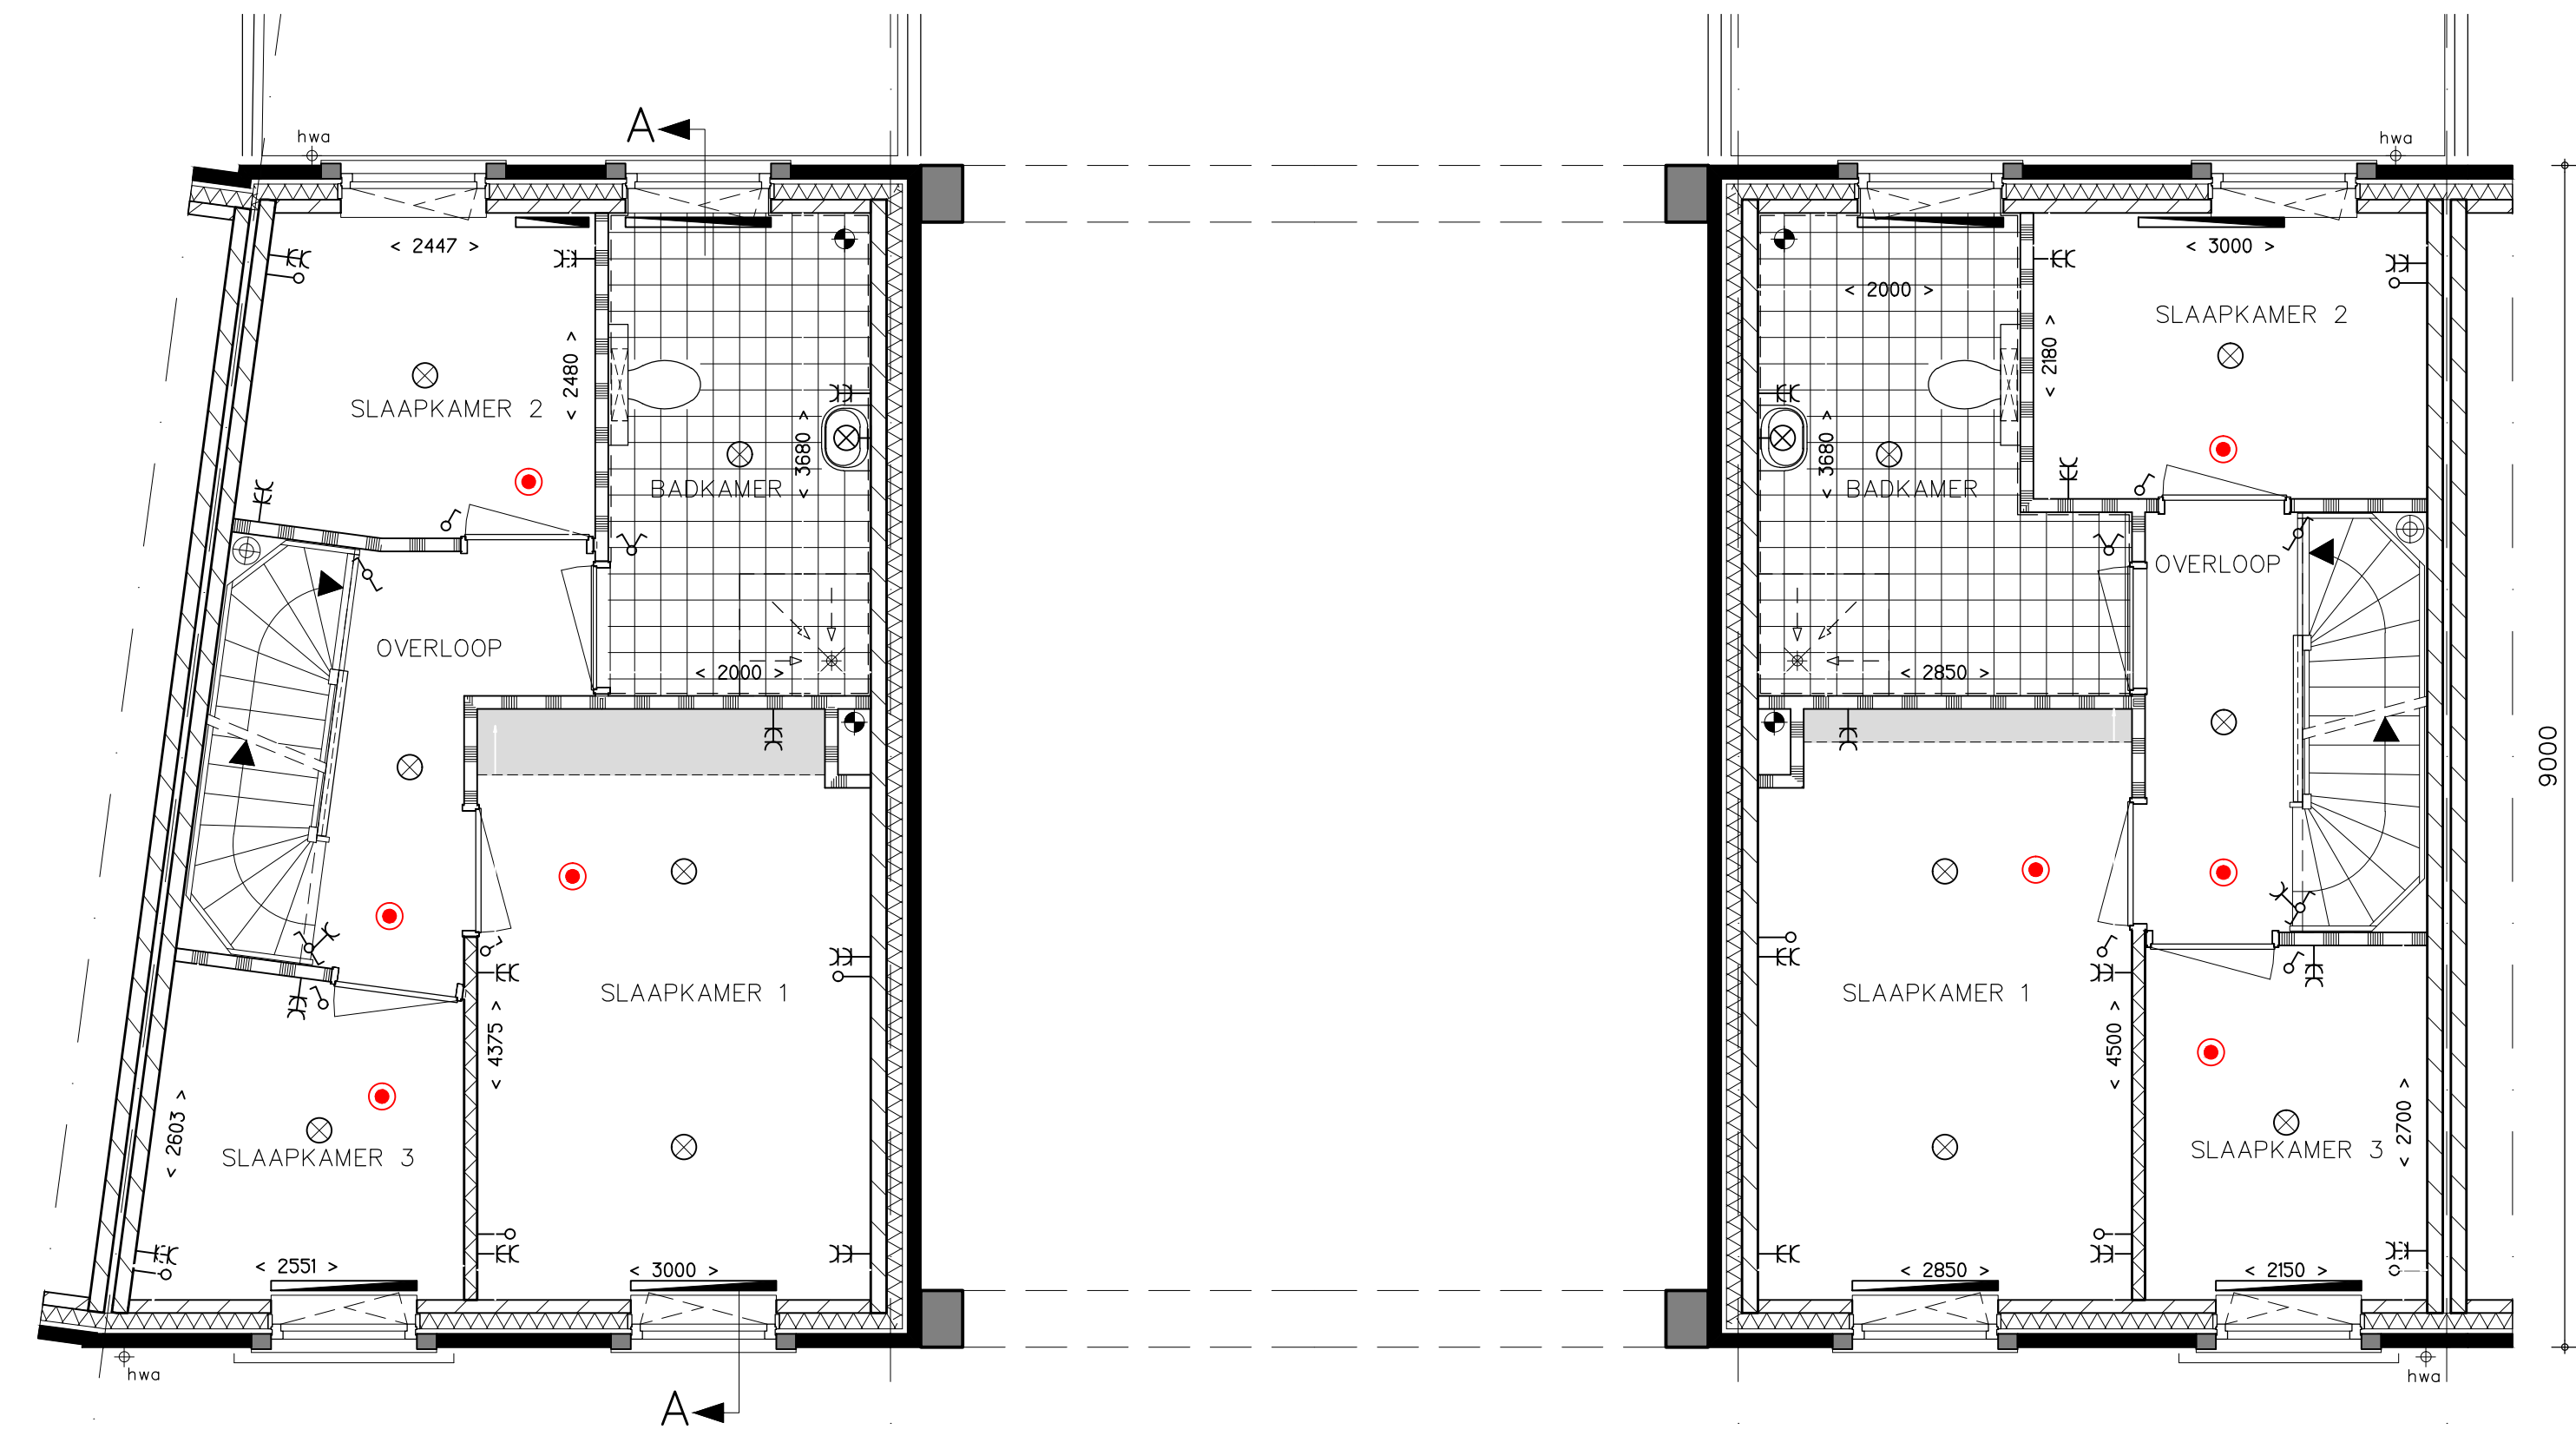 A
hwa
hwa
< 2447 >
< 3000 >
< 2000 >
SLAAPKAMER 2
SLAAPKAMER 2
< 2480 >
< 2180 >
< 3680 >
< 3680 >
BADKAMER
BADKAMER
OVERLOOP
OVERLOOP
< 2000 >
< 2850 >
9000
SLAAPKAMER 1
SLAAPKAMER 1
< 4375 >
< 4500 >
< 2603 >
< 2700 >
SLAAPKAMER 3
SLAAPKAMER 3
< 2551 >
< 3000 >
< 2850 >
< 2150 >
hwa
hwa
A